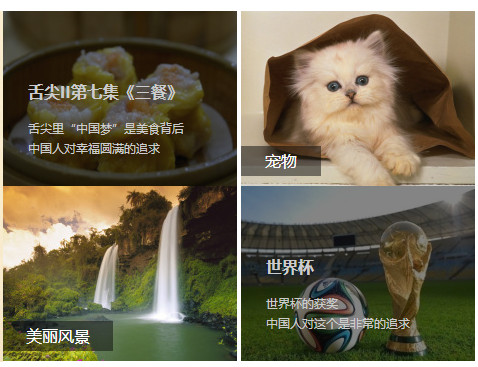 舌尖II第七集《三餐》
舌尖里“中国梦”是美食背后
中国人对幸福圆满的追求
宠物
美丽风景
世界杯
世界杯的获奖
中国人对这个是非常的追求